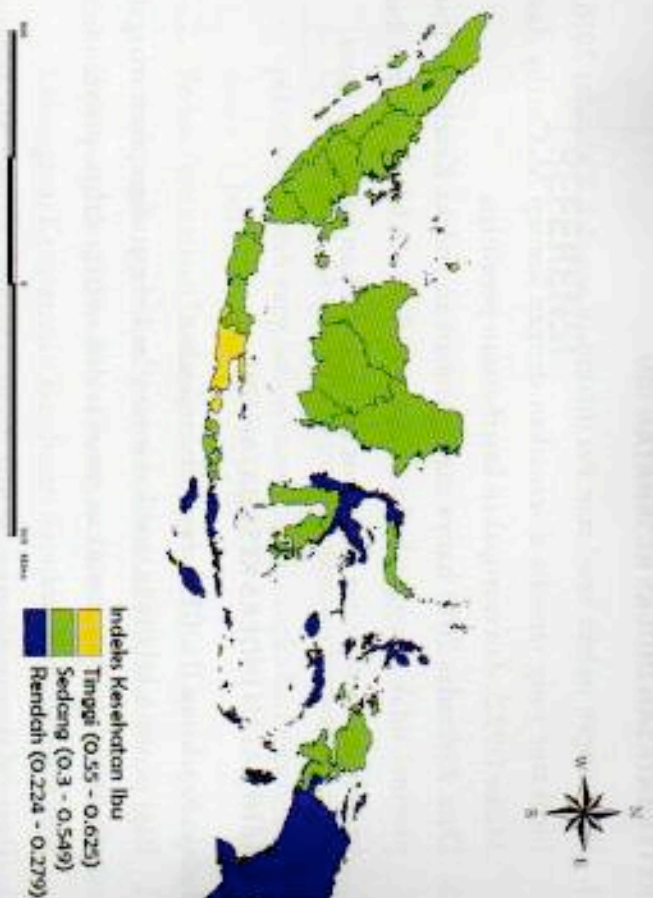 Indeks Kesehatan Ibu
Tinggi (0.55 - 0.625)
Sedang (0.3 - 0.549)
Rendah (0.224 - 0.279)
N
W
E
S